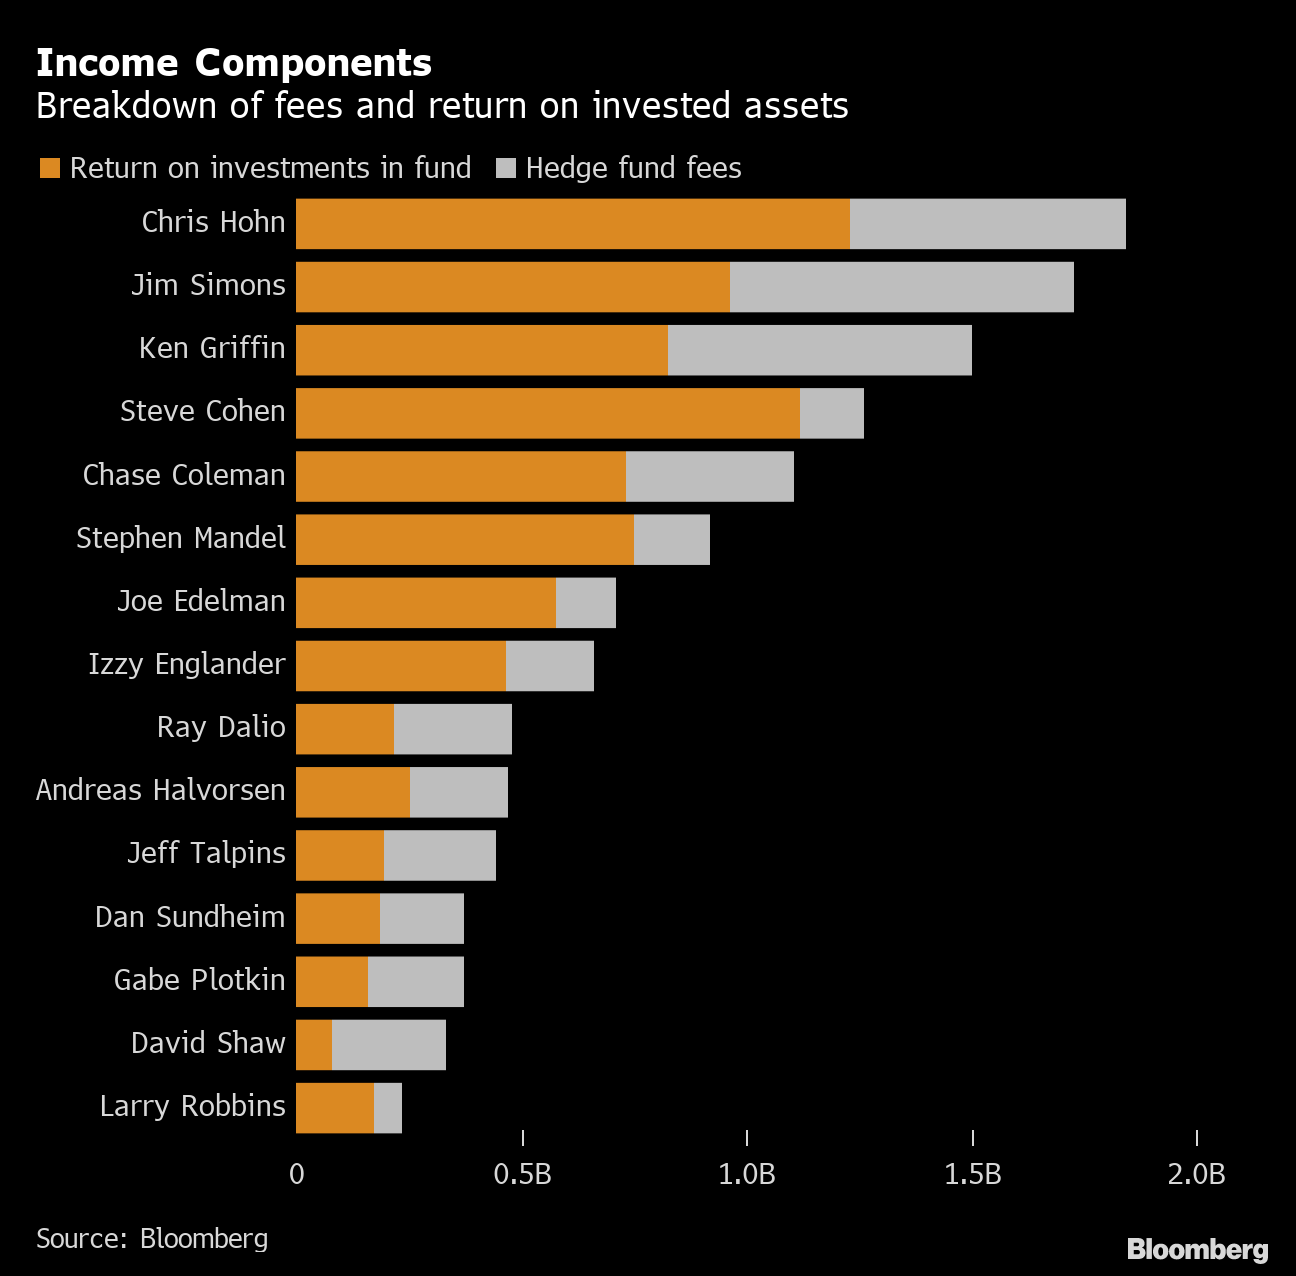 Income Components
Breakdown of fees and return on invested assets
Return on investments in fund Hedge fund fees
Chris Hohn
Jim Simons
Ken Griffin
Steve Cohen
Chase Coleman
Stephen Mandel
Joe Edelman
Izzy Englander
Ray Dalio
Andreas Halvorsen
Jeff Talpins
Dan Sundheim
Gabe Plotkin
David Shaw
Larry Robbins
0 0.5B 1.0B 1.5B 2.0B
Source: Bloomberg
Bloomberg